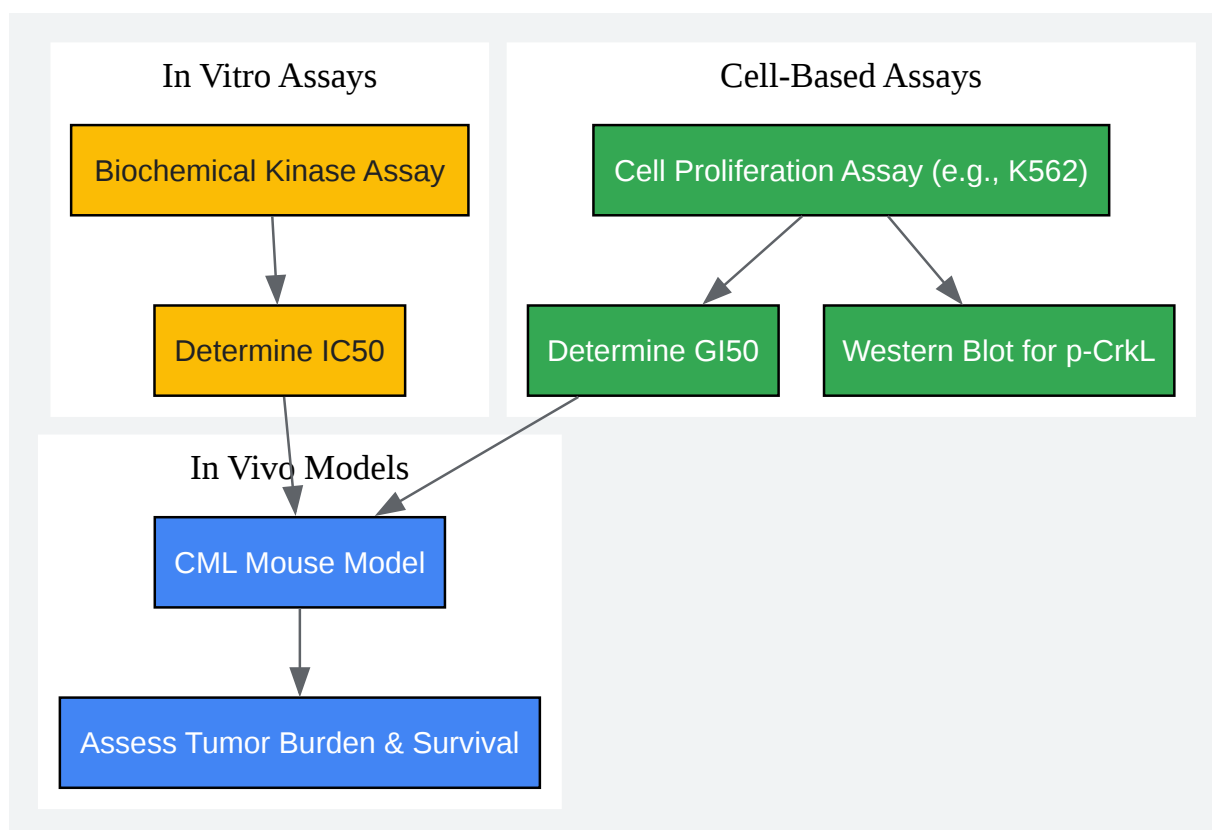 In Vitro Assays
Biochemical Kinase Assay
Determine IC50
Cell-Based Assays
Cell Proliferation Assay (e.g., K562)
Determine GI50
Western Blot for p-CrkL
In Vivo Models
CML Mouse Model
Assess Tumor Burden & Survival